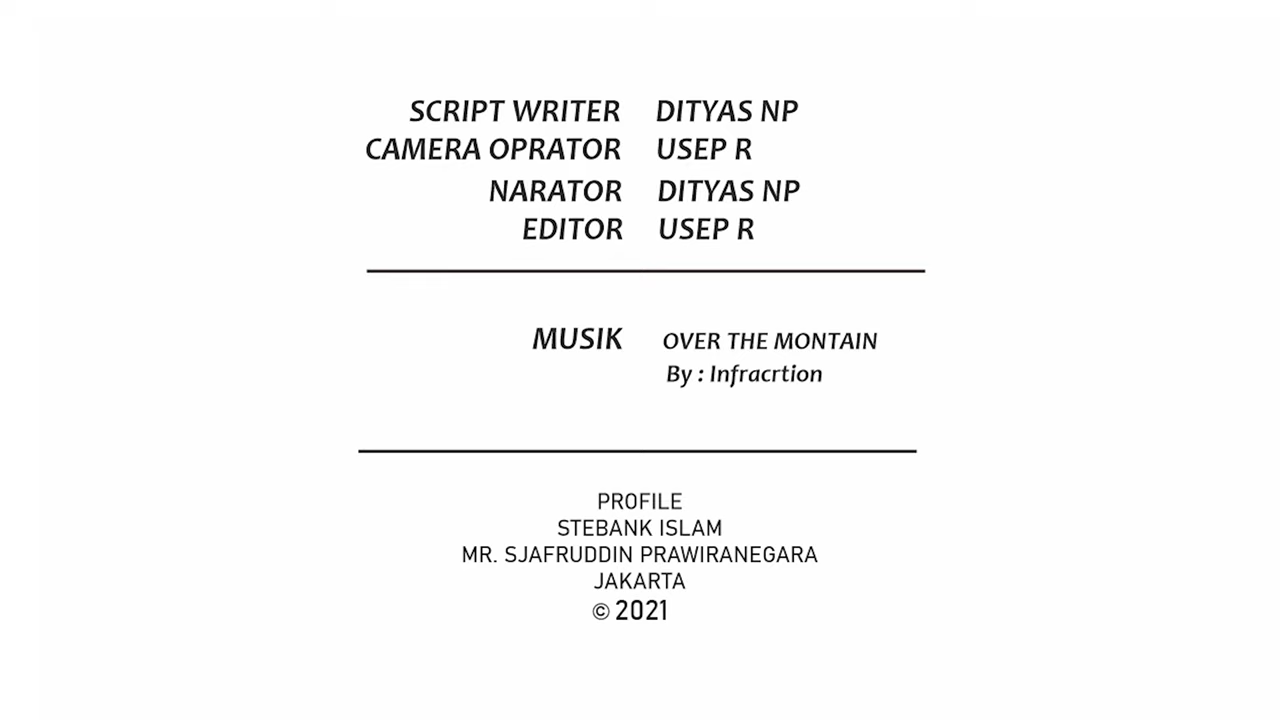 SCRIPT WRITER DITYAS NP
CAMERA OPRATOR USEP R
NARATOR DITYAS NP
EDITOR USEP R
MUSIK OVER THE MONTAIN
By : Infracrtion
PROFILE
STEBANK ISLAM
MR. SJAFRUDDIN PRAWIRANEGARA
JAKARTA
© 2021